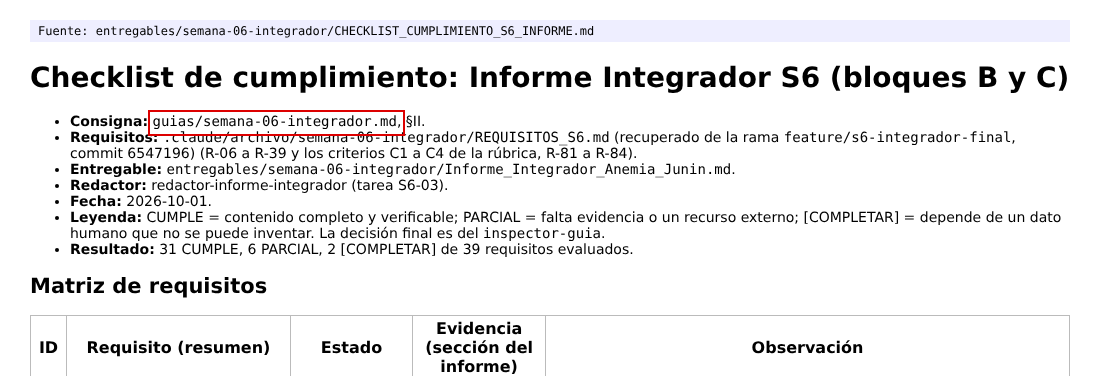 Fuente: entregables/semana-06-integrador/CHECKLIST_CUMPLIMIENTO_S6_INFORME.md
Checklist de cumplimiento: Informe Integrador S6 (bloques B y C)
• Consigna: guias/semana-06-integrador.md, §II.
• Requisitos: .claude/archivo/semana-06-integrador/REQUISITOS_S6.md (recuperado de la rama feature/s6-integrador-final,
commit 6547196) (R-06 a R-39 y los criterios C1 a C4 de la rúbrica, R-81 a R-84).
• Entregable: entregables/semana-06-integrador/Informe_Integrador_Anemia_Junin.md.
• Redactor: redactor-informe-integrador (tarea S6-03).
• Fecha: 2026-10-01.
• Leyenda: CUMPLE = contenido completo y verificable; PARCIAL = falta evidencia o un recurso externo; [COMPLETAR] = depende de un dato
humano que no se puede inventar. La decisión final es del inspector-guia.
• Resultado: 31 CUMPLE, 6 PARCIAL, 2 [COMPLETAR] de 39 requisitos evaluados.
Matriz de requisitos
ID Requisito (resumen) Estado Evidencia (sección del informe) Observación